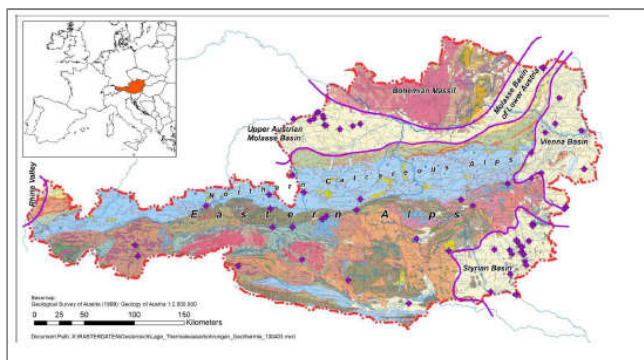 Bohemian Massif
Molasse Basin
of Lower Austria
Upper Austrian
Molasse Basin
Vienna Basin
Rhine Valley
Northern Calcareous Alps
Eastern Alps
Styrian Basin
Basemap:
Geological Survey of Austria (1999): Geology of Austria 1:2.000.000
0 25 50 100 150
Kilometers